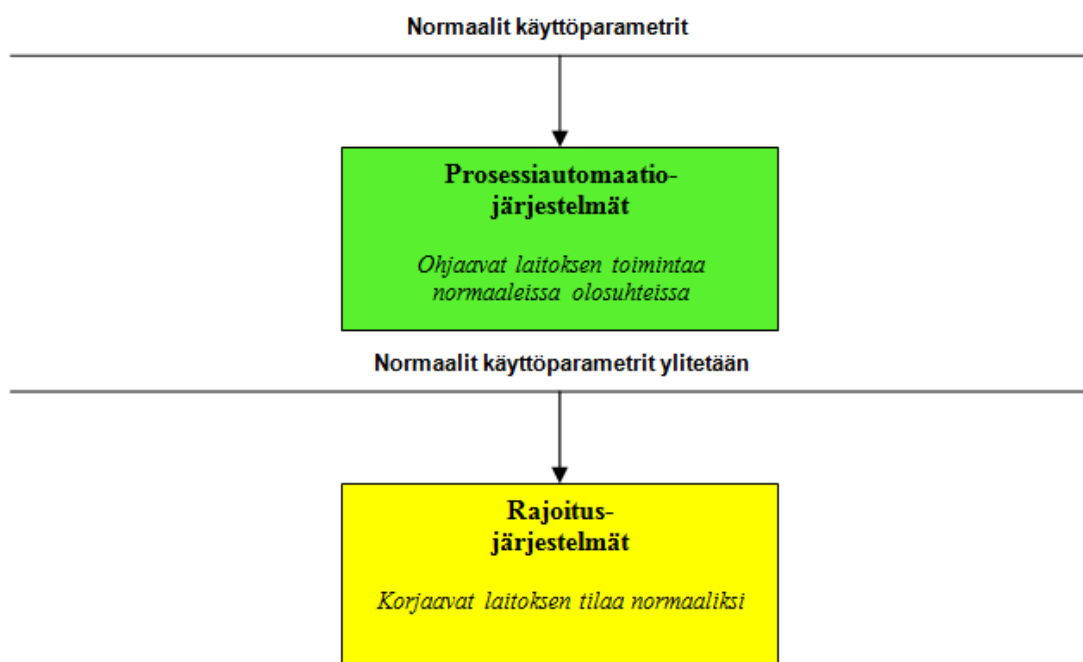 Normaalit käyttöparametrit
Prosessiautomaatio-
järjestelmät
Ohjaavat laitoksen toimintaa
normaaleissa olosuhteissa
Normaalit käyttöparametrit ylitetään
Rajoitus-
järjestelmät
Korjaavat laitoksen tilaa normaaliksi